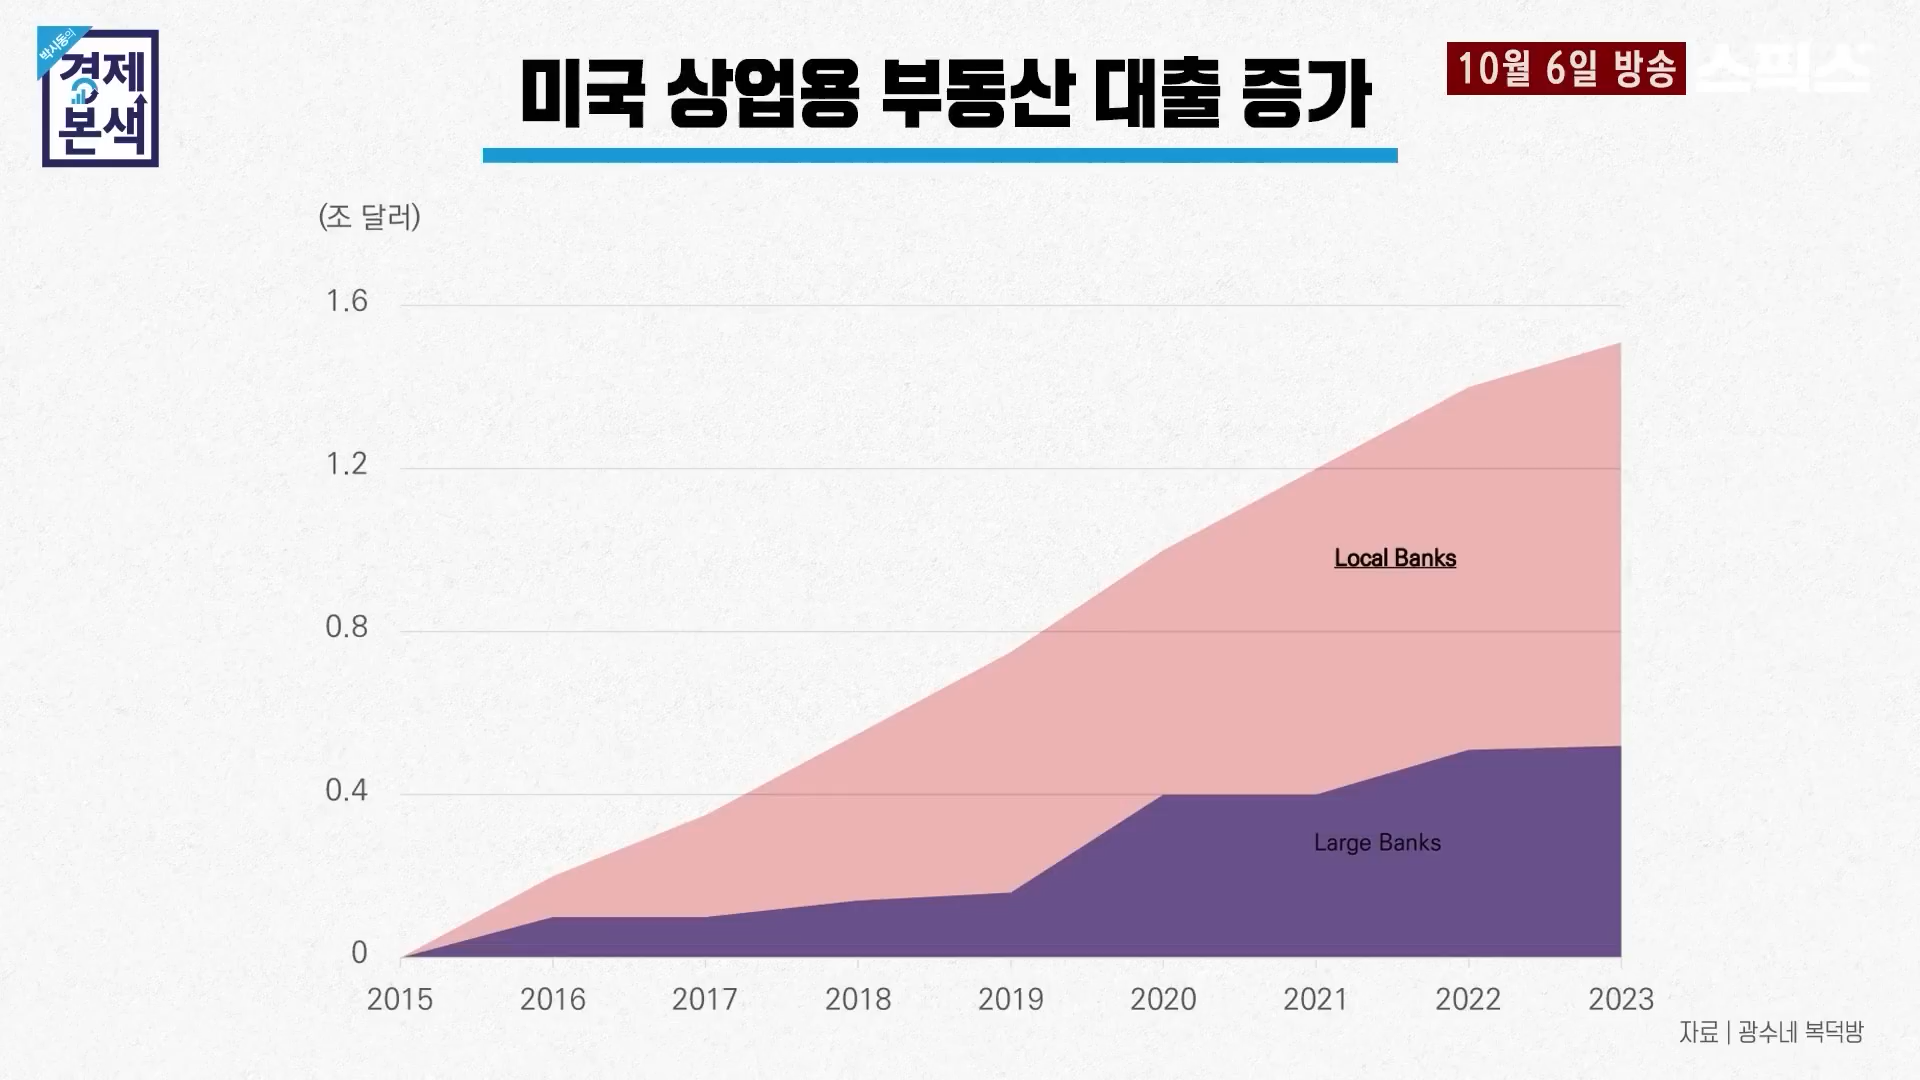 박시동의
경제
본색
미국 상업용 부동산 대출 증가
10월 6일 방송
스픽스
(조 달러)
1.6
1.2
0.8
0.4
0
Local Banks
Large Banks
2015 2016 2017 2018 2019 2020 2021 2022 2023
자료 | 광수네 복덕방